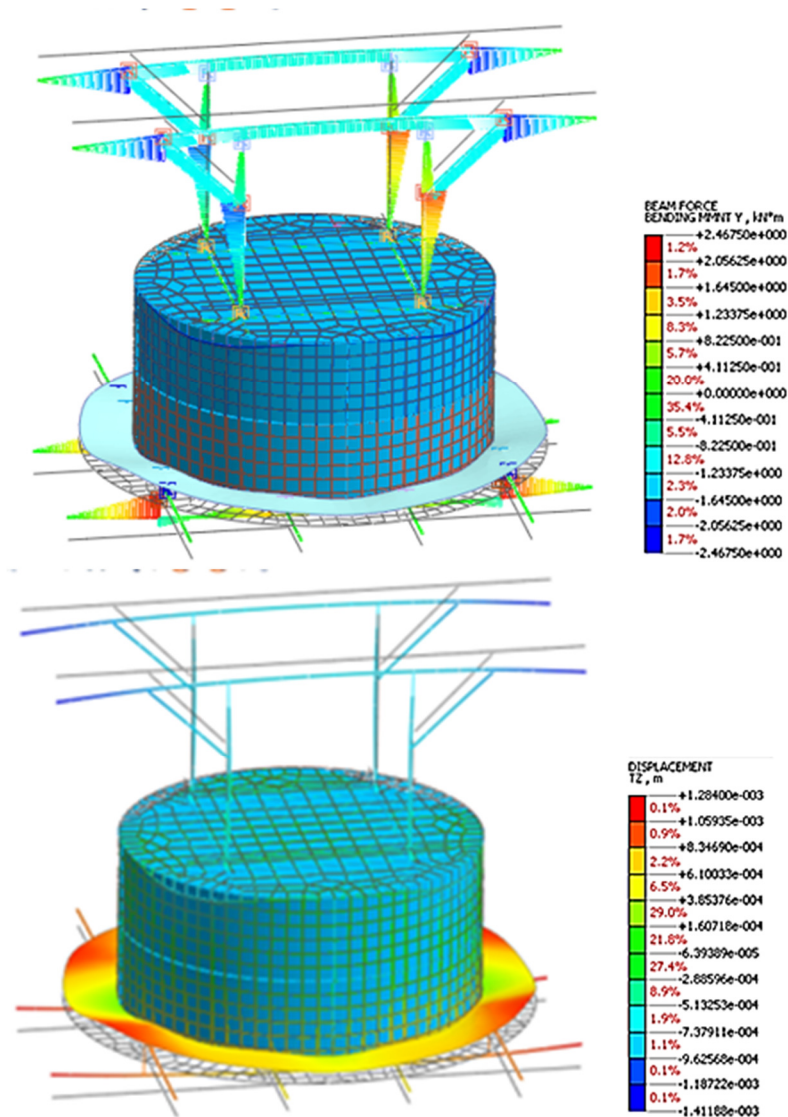 BEAM FORCE
BENDING MMNT Y , kN*m
+2.46750e+000
1.2%
+2.05625e+000
1.7%
+1.64500e+000
3.5%
+1.23375e+000
8.3%
+8.22500e-001
5.7%
+4.11250e-001
20.0%
+0.00000e+000
35.4%
-4.11250e-001
5.5%
-8.22500e-001
12.8%
-1.23375e+000
2.3%
-1.64500e+000
2.0%
-2.05625e+000
1.7%
-2.46750e+000
DISPLACEMENT
TZ , m
+1.28400e-003
0.1%
+1.05935e-003
0.9%
+8.34690e-004
2.2%
+6.10033e-004
6.5%
+3.85376e-004
29.0%
+1.60718e-004
21.8%
-6.39389e-005
27.4%
-2.88596e-004
8.9%
-5.13253e-004
1.9%
-7.37911e-004
1.1%
-9.62568e-004
0.1%
-1.18722e-003
0.1%
-1.41188e-003